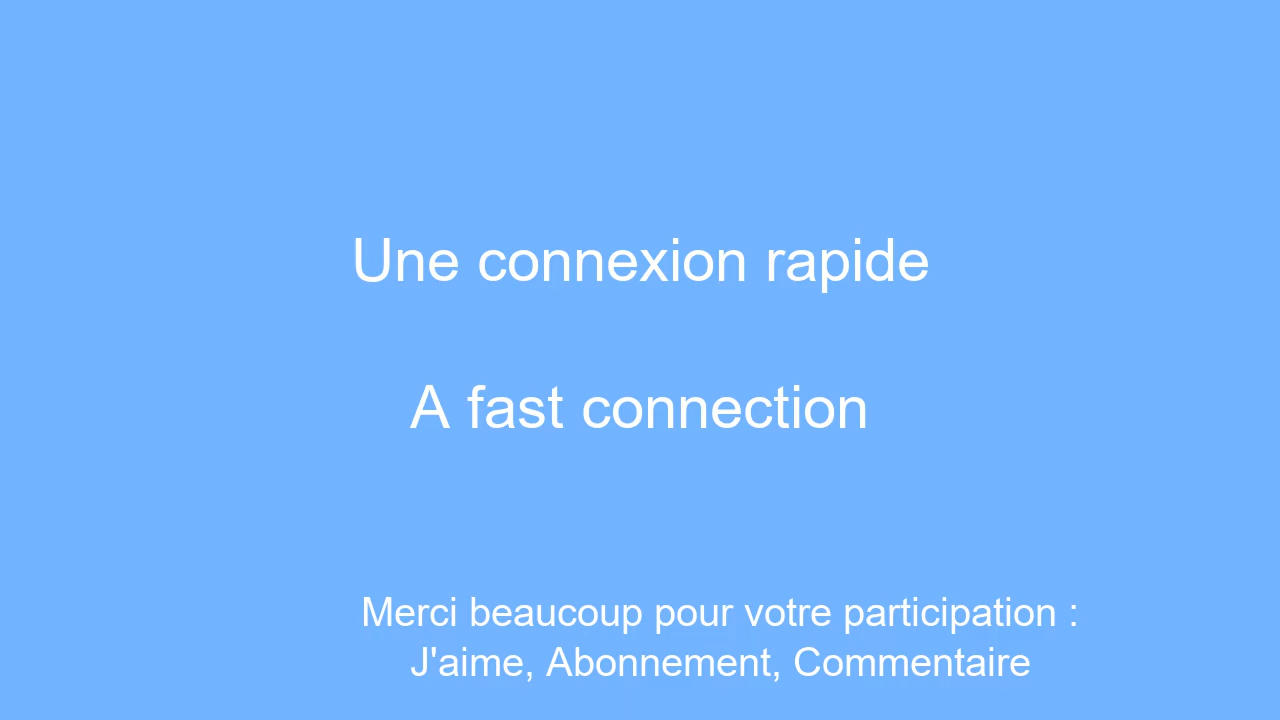 Une connexion rapide
A fast connection
Merci beaucoup pour votre participation :
J'aime, Abonnement, Commentaire